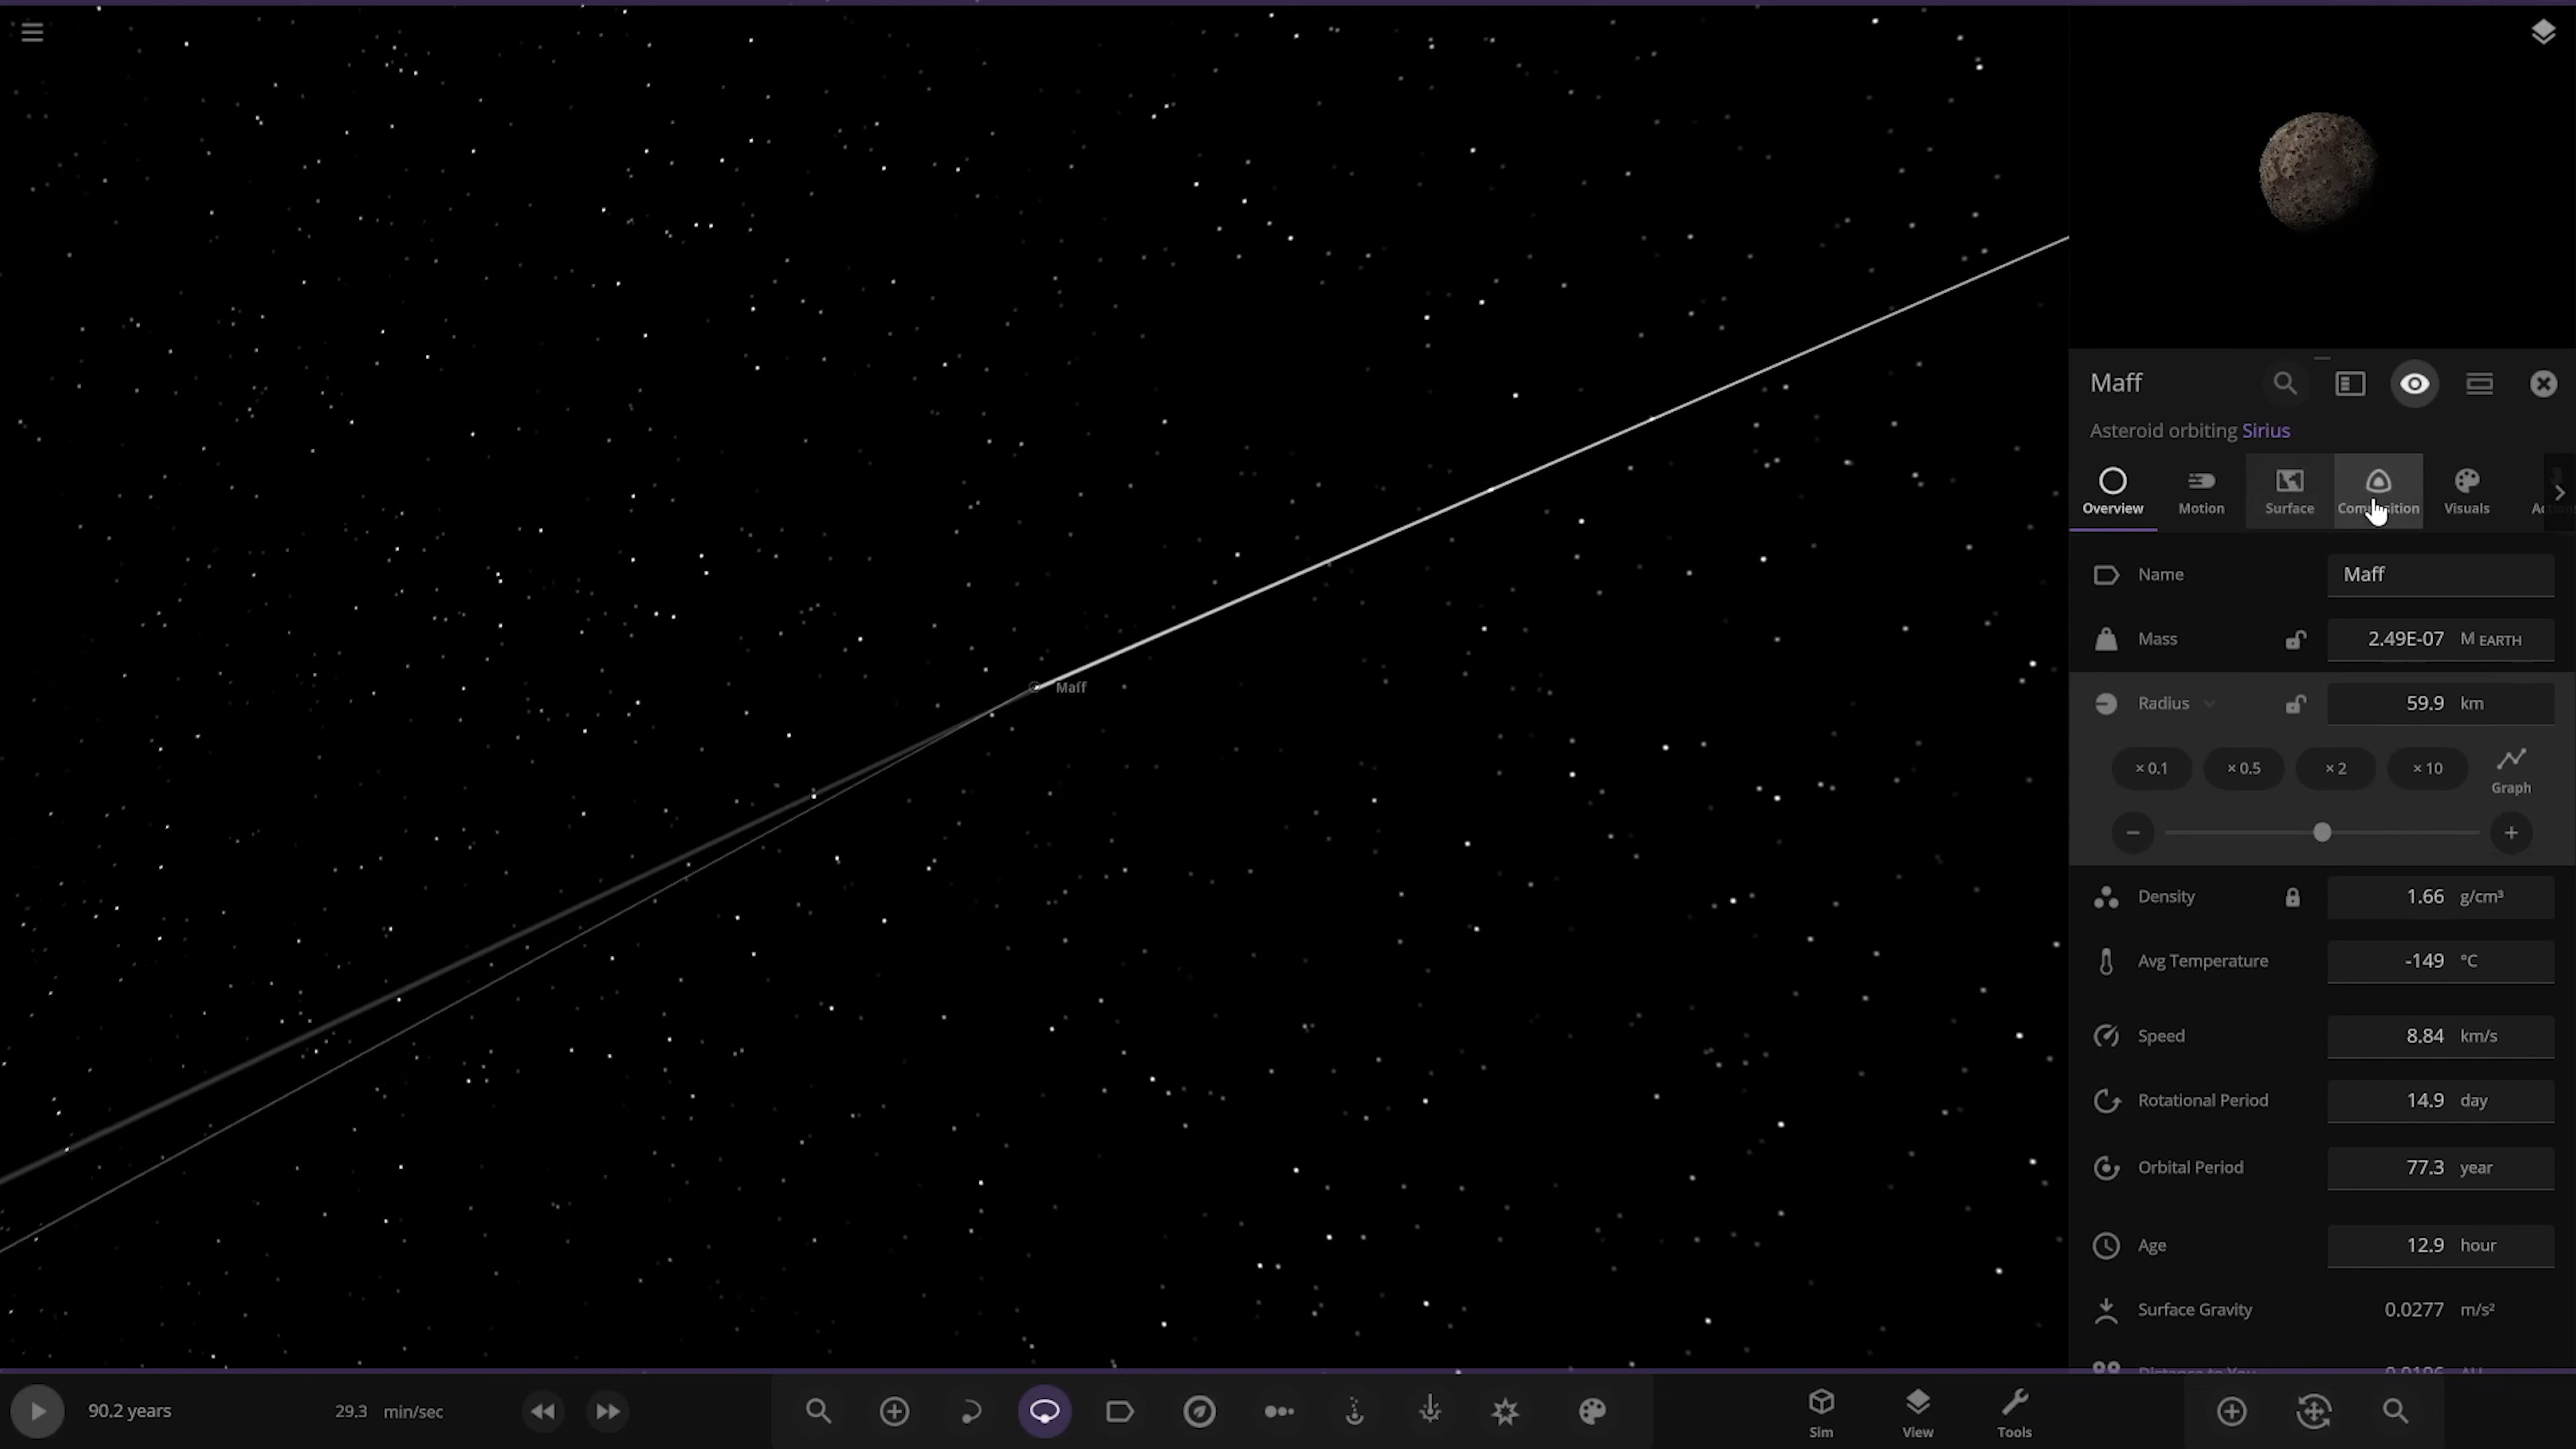 Maff
Asteroid orbiting Sirius
Overview Motion Surface Composition Visuals
Name Maff
Mass 2.49E-07 M EARTH
Radius 59.9 km
× 0.1 × 0.5 × 2 × 10 Graph
Density 1.66 g/cm³
Avg Temperature -149 °C
Speed 8.84 km/s
Rotational Period 14.9 day
Orbital Period 77.3 year
Age 12.9 hour
Surface Gravity 0.0277 m/s²
Maff
90.2 years 29.3 min/sec Sim View Tools